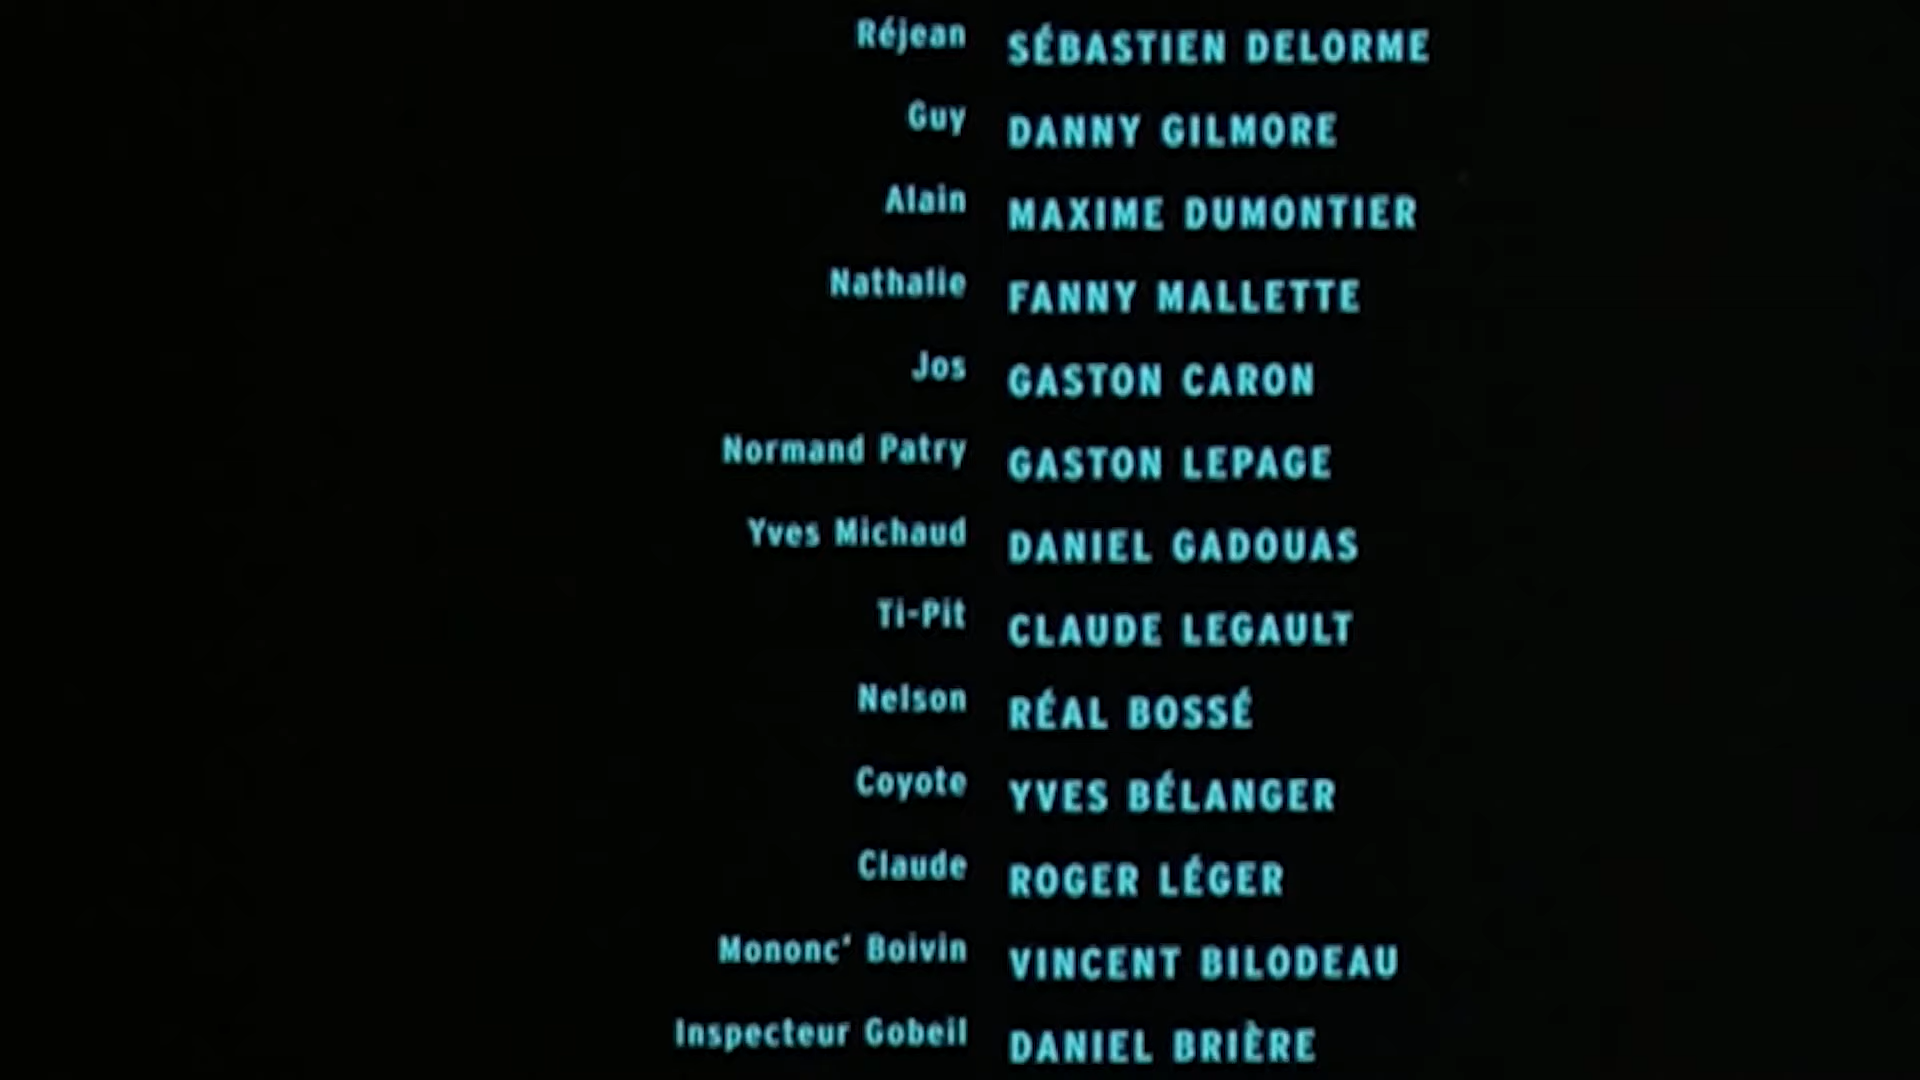 Réjean SÉBASTIEN DELORME
Guy DANNY GILMORE
Alain MAXIME DUMONTIER
Nathalie FANNY MALLETTE
Jos GASTON CARON
Normand Patry GASTON LEPAGE
Yves Michaud DANIEL GADOUAS
Ti-Pit CLAUDE LEGAULT
Nelson RÉAL BOSSÉ
Coyote YVES BÉLANGER
Claude ROGER LÉGER
Mononc' Boivin VINCENT BILODEAU
Inspecteur Gobeil DANIEL BRIÈRE